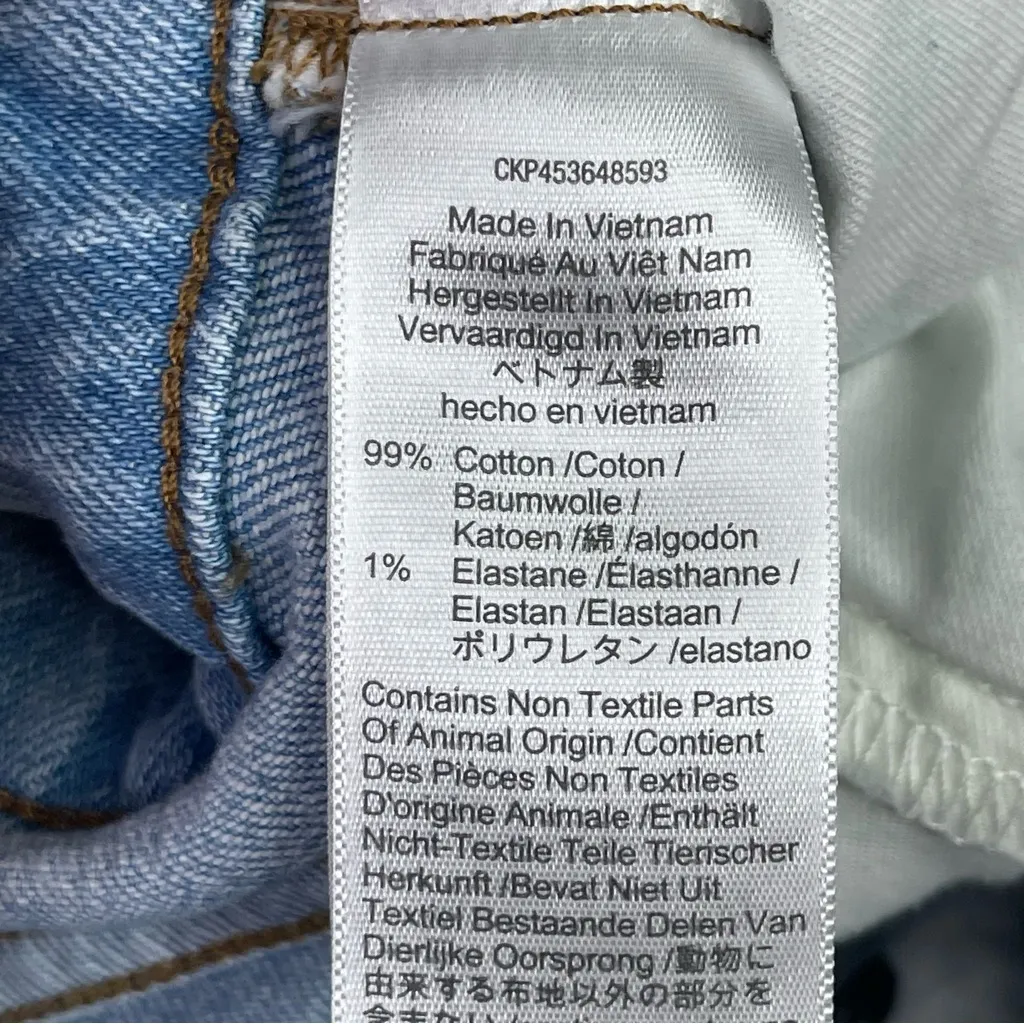 CKP453648593
Made In Vietnam
Fabriqué Au Viêt Nam
Hergestellt In Vietnam
Vervaardigd In Vietnam
ベトナム製
hecho en vietnam
99% Cotton /Coton /
Baumwolle /
Katoen /綿 /algodón
1% Elastane /Élasthanne /
Elastan /Elastaan /
ポリウレタン /elastano
Contains Non Textile Parts
Of Animal Origin /Contient
Des Pièces Non Textiles
D'origine Animale /Enthält
Nicht-Textile Teile Tierischer
Herkunft /Bevat Niet Uit
Textiel Bestaande Delen Van
Dierlijke Oorsprong /動物に
由来する布地以外の部分を